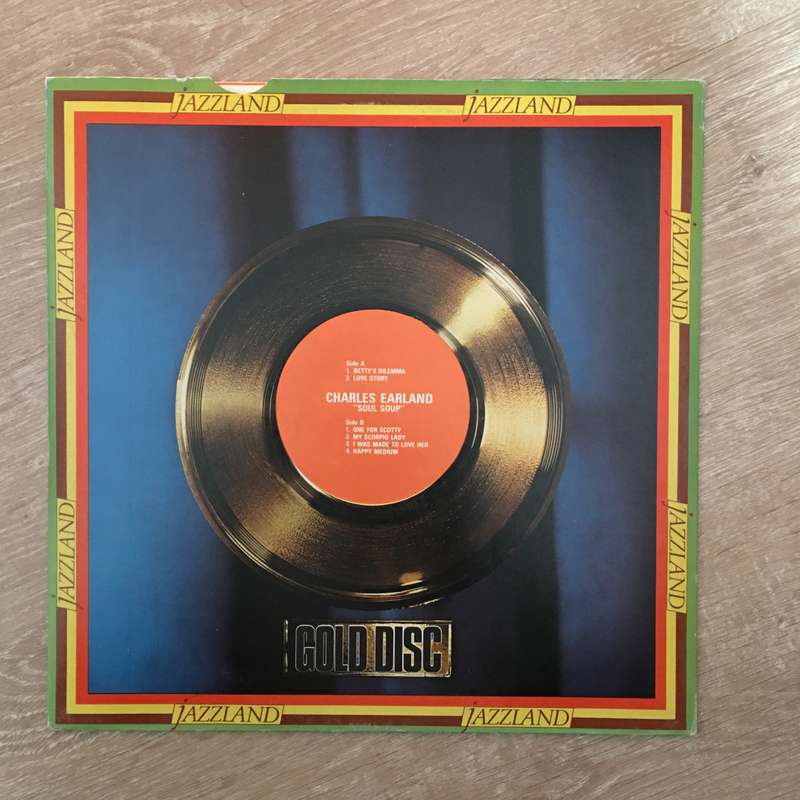 JAZZLAND
JAZZLAND
JAZZLAND
JAZZLAND
Side A
1. BETTY'S DILEMMA
2. LOVE STORY
CHARLES EARLAND
"SOUL SOUP"
Side B
1. ONE FOR SCOTTY
2. MY SCORPIO LADY
3. I WAS MADE TO LOVE HER
4. HAPPY MEDIUM
JAZZLAND
JAZZLAND
GOLD DISC
JAZZLAND
JAZZLAND